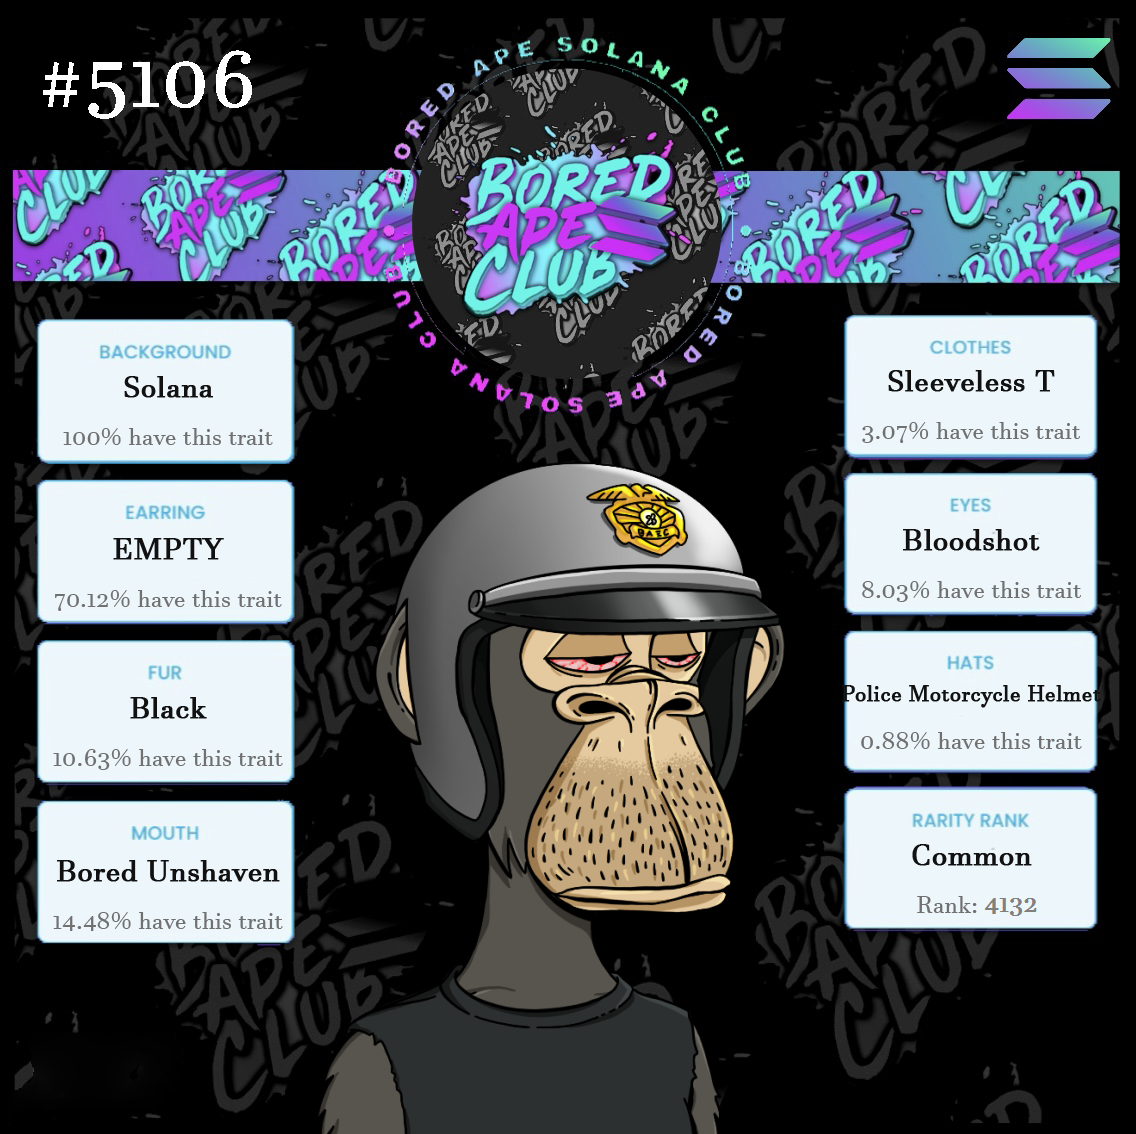 #5106
BORED APE SOLANA CLUB
BORED APE SOLANA CLUB
BORED
APE
CLUB
BACKGROUND
Solana
100% have this trait
EARRING
EMPTY
70.12% have this trait
FUR
Black
10.63% have this trait
MOUTH
Bored Unshaven
14.48% have this trait
CLOTHES
Sleeveless T
3.07% have this trait
EYES
Bloodshot
8.03% have this trait
HATS
Police Motorcycle Helmet
0.88% have this trait
RARITY RANK
Common
Rank: 4132